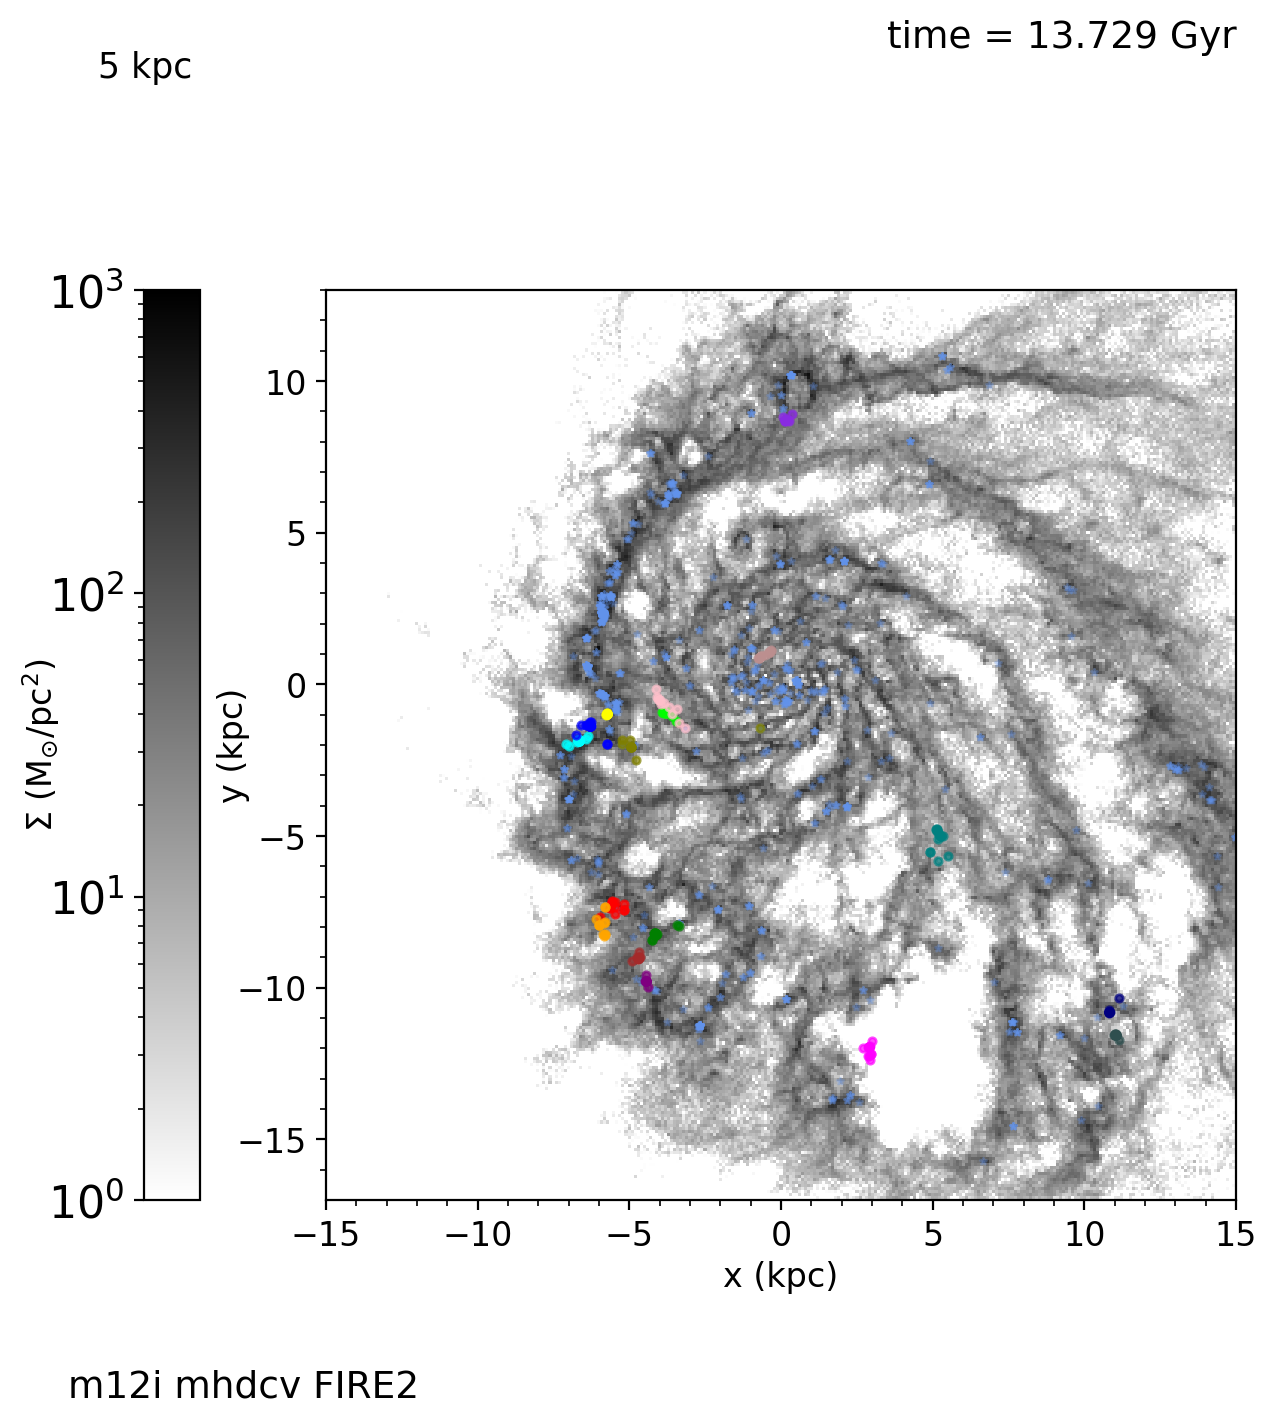 time = 13.729 Gyr
5 kpc
10³
10²
10¹
10⁰
Σ (M⊙/pc²)
y (kpc)
10
5
0
−5
−10
−15
−15 −10 −5 0 5 10 15
x (kpc)
m12i mhdcv FIRE2